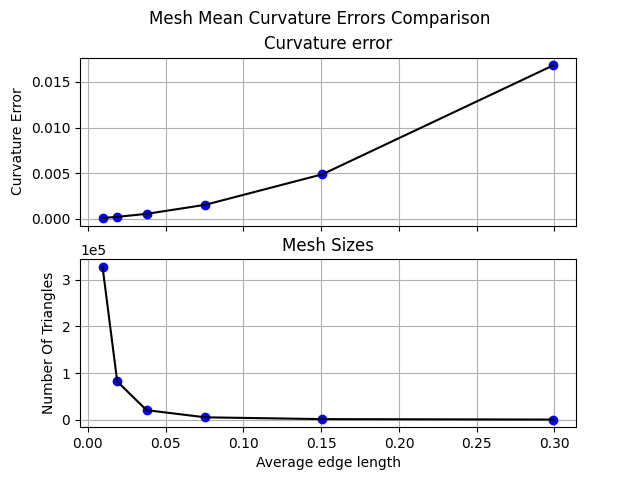 Mesh Mean Curvature Errors Comparison
Curvature error
Curvature Error
0.015
0.010
0.005
0.000
Mesh Sizes
1e5
Number Of Triangles
3
2
1
0
0.00 0.05 0.10 0.15 0.20 0.25 0.30
Average edge length